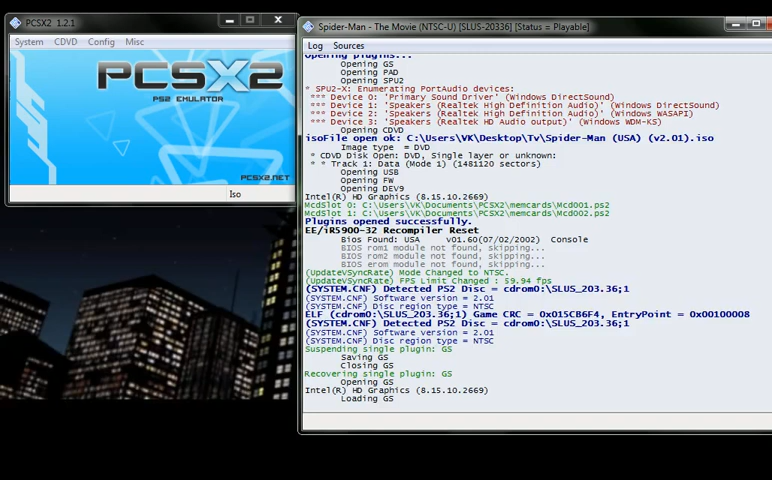 PCSX2 1.2.1
System CDVD Config Misc
PCSX2
PS2 EMULATOR
PCSX2.NET
Iso
Spider-Man - The Movie (NTSC-U) [SLUS-20336] [Status = Playable]
Log Sources
Opening plugins...
Opening GS
Opening PAD
Opening SPU2
* SPU2-X: Enumerating PortAudio devices:
*** Device 0: 'Primary Sound Driver' (Windows DirectSound)
*** Device 1: 'Speakers (Realtek High Definition Audio)' (Windows DirectSound)
*** Device 2: 'Speakers (Realtek High Definition Audio)' (Windows WASAPI)
*** Device 3: 'Speakers (Realtek HD Audio output)' (Windows WDM-KS)
Opening CDVD
isoFile open ok: C:\Users\VK\Desktop\Tv\Spider-Man (USA) (v2.01).iso
Image type = DVD
* CDVD Disk Open: DVD, Single layer or unknown:
* * Track 1: Data (Mode 1) (1481120 sectors)
Opening USB
Opening FW
Opening DEV9
Intel(R) HD Graphics (8.15.10.2669)
McdSlot 0: C:\Users\VK\Documents\PCSX2\memcards\Mcd001.ps2
McdSlot 1: C:\Users\VK\Documents\PCSX2\memcards\Mcd002.ps2
Plugins opened successfully.
EE/iR5900-32 Recompiler Reset
Bios Found: USA v01.60(07/02/2002) Console
BIOS rom1 module not found, skipping...
BIOS rom2 module not found, skipping...
BIOS erom module not found, skipping...
(UpdateVSyncRate) Mode Changed to NTSC.
(UpdateVSyncRate) FPS Limit Changed : 59.94 fps
(SYSTEM.CNF) Detected PS2 Disc = cdrom0:\SLUS_203.36;1
(SYSTEM.CNF) Software version = 2.01
(SYSTEM.CNF) Disc region type = NTSC
ELF (cdrom0:\SLUS_203.36;1) Game CRC = 0x015CB6F4, EntryPoint = 0x00100008
(SYSTEM.CNF) Detected PS2 Disc = cdrom0:\SLUS_203.36;1
(SYSTEM.CNF) Software version = 2.01
(SYSTEM.CNF) Disc region type = NTSC
Suspending single plugin: GS
Saving GS
Closing GS
Recovering single plugin: GS
Opening GS
Intel(R) HD Graphics (8.15.10.2669)
Loading GS